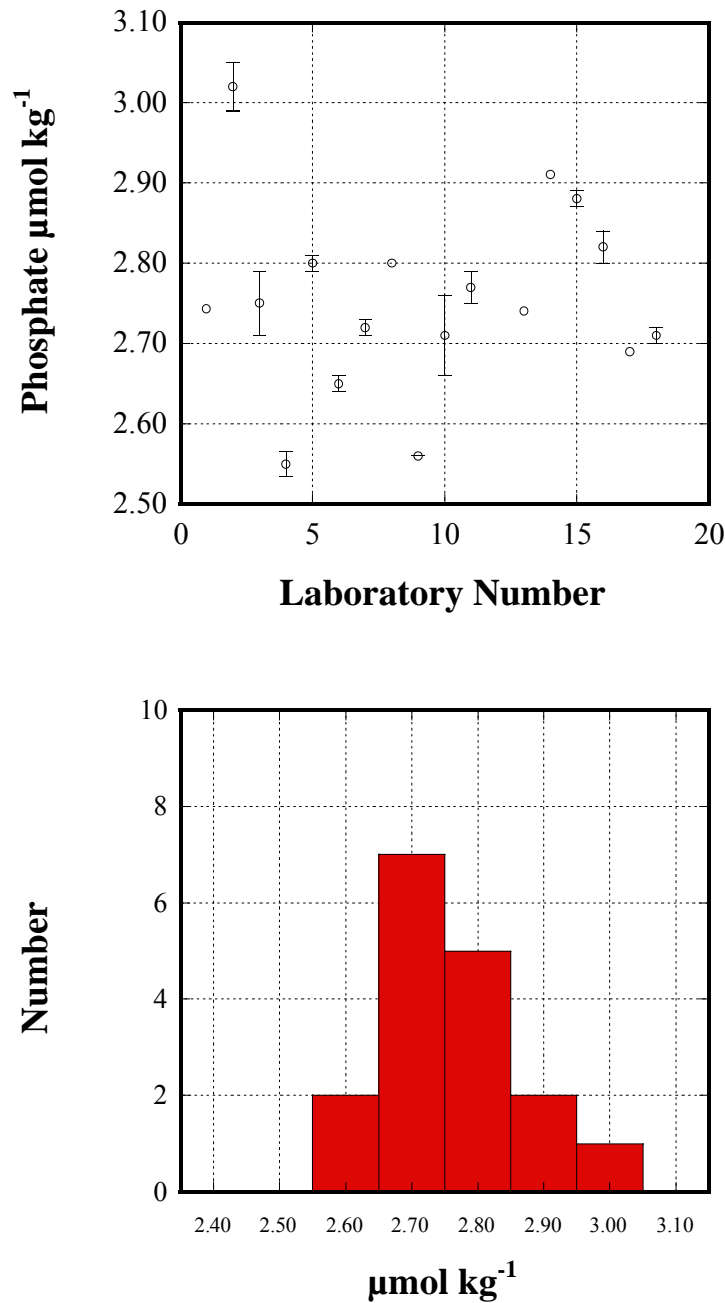 3.10
3.00
2.90
2.80
2.70
2.60
2.50
Phosphate µmol kg⁻¹
0 5 10 15 20
Laboratory Number
10
8
6
4
2
0
Number
2.40 2.50 2.60 2.70 2.80 2.90 3.00 3.10
µmol kg⁻¹